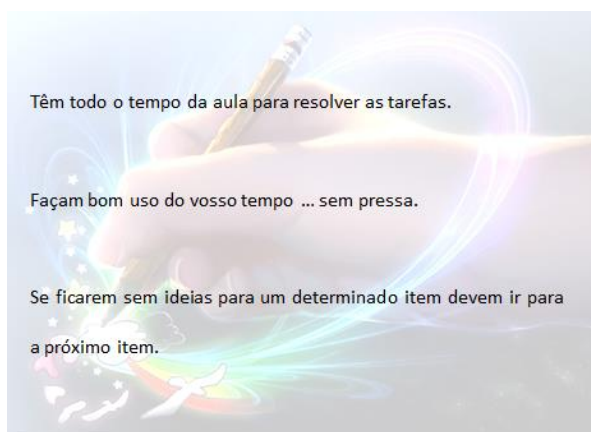 Têm todo o tempo da aula para resolver as tarefas.
Façam bom uso do vosso tempo ... sem pressa.
Se ficarem sem ideias para um determinado item devem ir para
a próximo item.